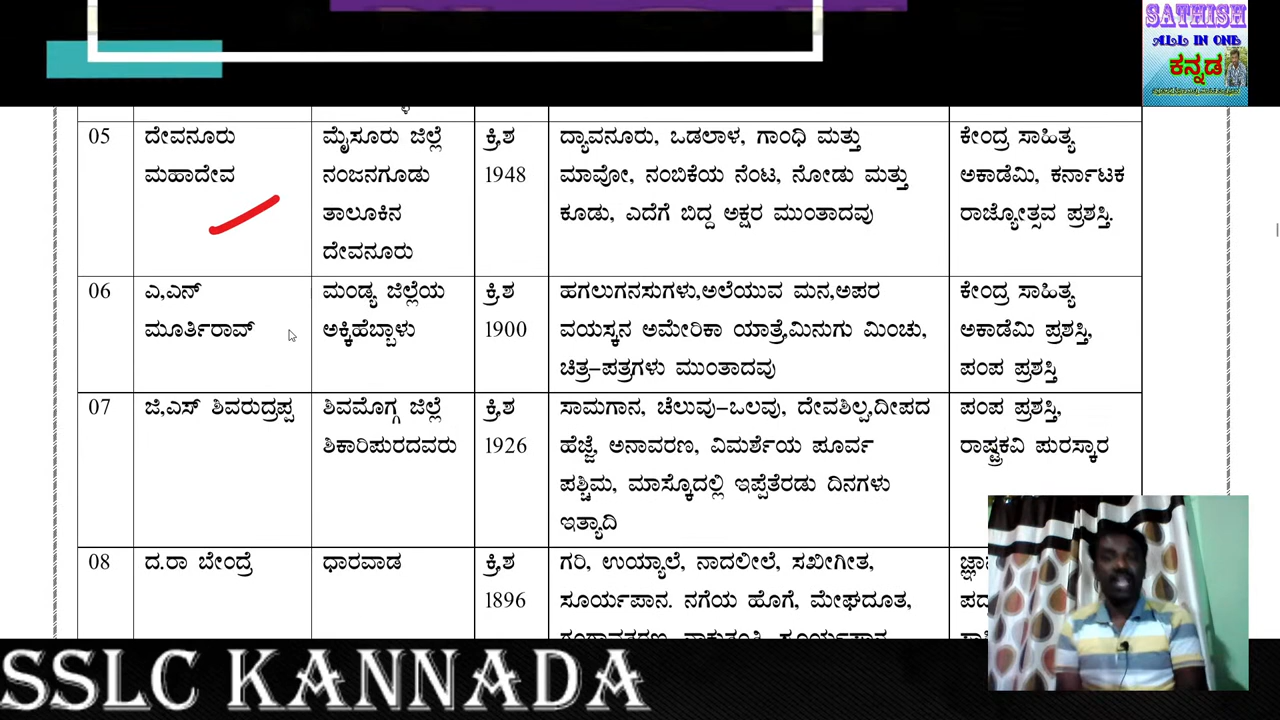 SATHISH
ALL IN ONE
ಕನ್ನಡ
05 ದೇವನೂರು ಮೈಸೂರು ಜಿಲ್ಲೆ ಕ್ರಿ.ಶ ದ್ಯಾವನೂರು, ಒಡಲಾಳ, ಗಾಂಧಿ ಮತ್ತು ಕೇಂದ್ರ ಸಾಹಿತ್ಯ
ಮಹಾದೇವ ನಂಜನಗೂಡು 1948 ಮಾವೋ, ನಂಬಿಕೆಯ ನೆಂಟ, ನೋಡು ಮತ್ತು ಅಕಾಡೆಮಿ, ಕರ್ನಾಟಕ
ತಾಲೂಕಿನ ಕೂಡು, ಎದೆಗೆ ಬಿದ್ದ ಅಕ್ಷರ ಮುಂತಾದವು ರಾಜ್ಯೋತ್ಸವ ಪ್ರಶಸ್ತಿ.
ದೇವನೂರು
06 ಎ,ಎನ್ ಮಂಡ್ಯ ಜಿಲ್ಲೆಯ ಕ್ರಿ.ಶ ಹಗಲುಗನಸುಗಳು,ಅಲೆಯುವ ಮನ,ಅಪರ ಕೇಂದ್ರ ಸಾಹಿತ್ಯ
ಮೂರ್ತಿರಾವ್ ಅಕ್ಕಿಹೆಬ್ಬಾಳು 1900 ವಯಸ್ಕನ ಅಮೇರಿಕಾ ಯಾತ್ರೆ,ಮಿನುಗು ಮಿಂಚು, ಅಕಾಡೆಮಿ ಪ್ರಶಸ್ತಿ,
ಚಿತ್ರ-ಪತ್ರಗಳು ಮುಂತಾದವು ಪಂಪ ಪ್ರಶಸ್ತಿ
07 ಜಿ,ಎಸ್ ಶಿವರುದ್ರಪ್ಪ ಶಿವಮೊಗ್ಗ ಜಿಲ್ಲೆ ಕ್ರಿ.ಶ ಸಾಮಗಾನ, ಚೆಲುವು-ಒಲವು, ದೇವಶಿಲ್ಪ,ದೀಪದ ಪಂಪ ಪ್ರಶಸ್ತಿ,
ಶಿಕಾರಿಪುರದವರು 1926 ಹೆಜ್ಜೆ, ಅನಾವರಣ, ವಿಮರ್ಶೆಯ ಪೂರ್ವ ರಾಷ್ಟ್ರಕವಿ ಪುರಸ್ಕಾರ
ಪಶ್ಚಿಮ, ಮಾಸ್ಕೊದಲ್ಲಿ ಇಪ್ಪೆತೆರಡು ದಿನಗಳು
ಇತ್ಯಾದಿ
08 ದ.ರಾ ಬೇಂದ್ರೆ ಧಾರವಾಡ ಕ್ರಿ.ಶ ಗರಿ, ಉಯ್ಯಾಲೆ, ನಾದಲೀಲೆ, ಸಖೀಗೀತ,
1896 ಸೂರ್ಯಪಾನ. ನಗೆಯ ಹೊಗೆ, ಮೇಘದೂತ,
SSLC KANNADA